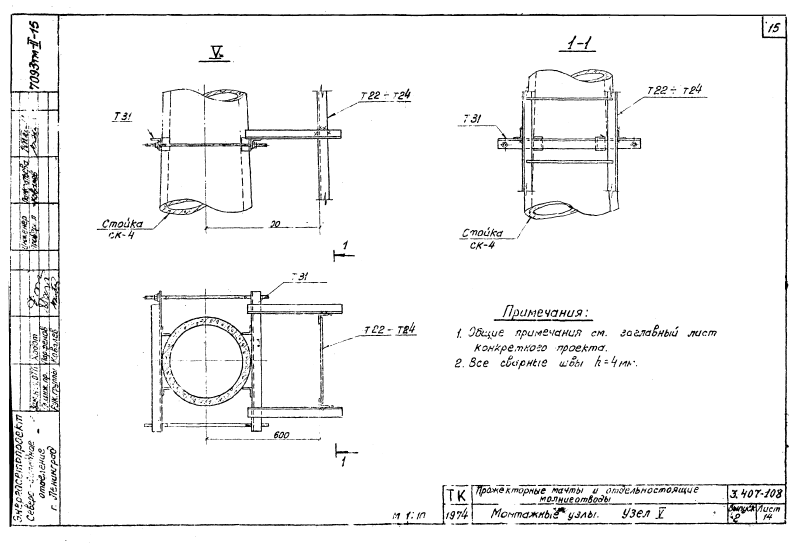 15
7093тм-II-15
V
Т31
Т22 ÷ Т24
Стойка
СК-4
20
1
1-1
Т22 ÷ Т24
Т31
Стойка
СК-4
Т31
Т22 - Т24
600
1
Примечания:
1. Общие примечания см. заглавный лист
конкретного проекта.
2. Все сварные швы h=4мм.
Энергосетьпроект
Северо-Западное
отделение
г. Ленинград
М 1:10
ТК
1974
Прожекторные мачты и отдельностоящие
молниеотводы
Монтажные узлы. Узел V
3.407-108
Выпуск
2
Лист
14